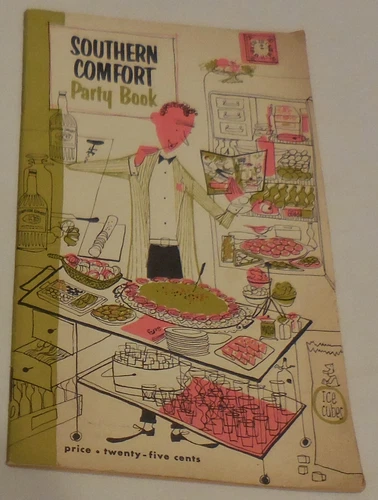 SOUTHERN
COMFORT
Party Book
ice
cubes
price • twenty-five cents